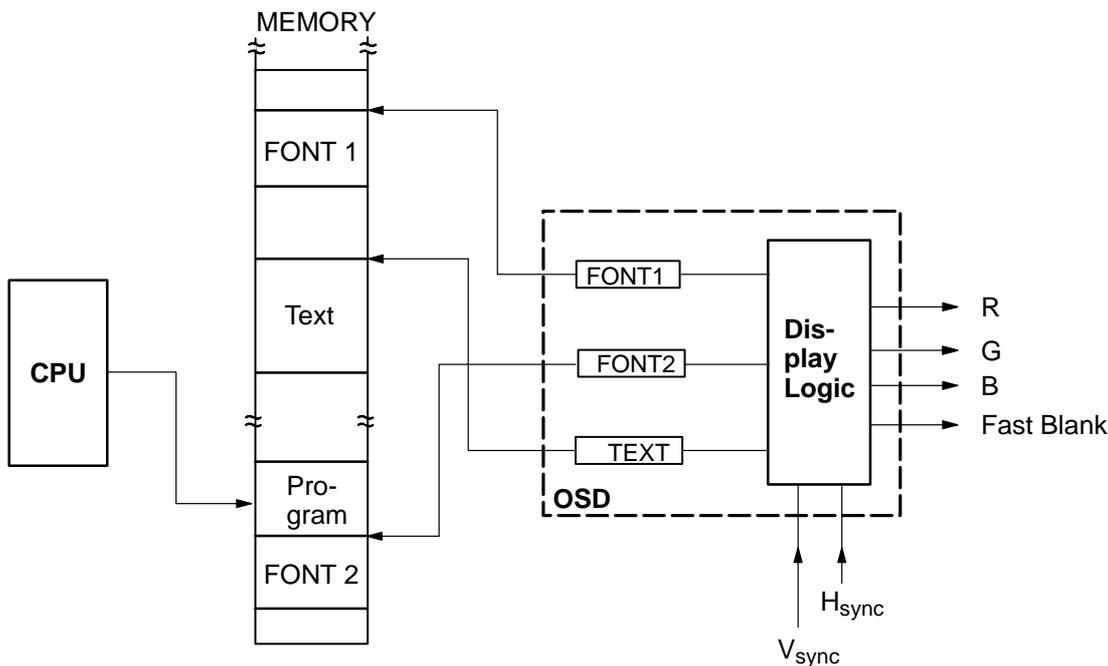 MEMORY
FONT 1
Text
CPU
Pro-
gram
FONT 2
FONT1
FONT2
TEXT
OSD
Dis-
play
Logic
R
G
B
Fast Blank
Hsync
Vsync